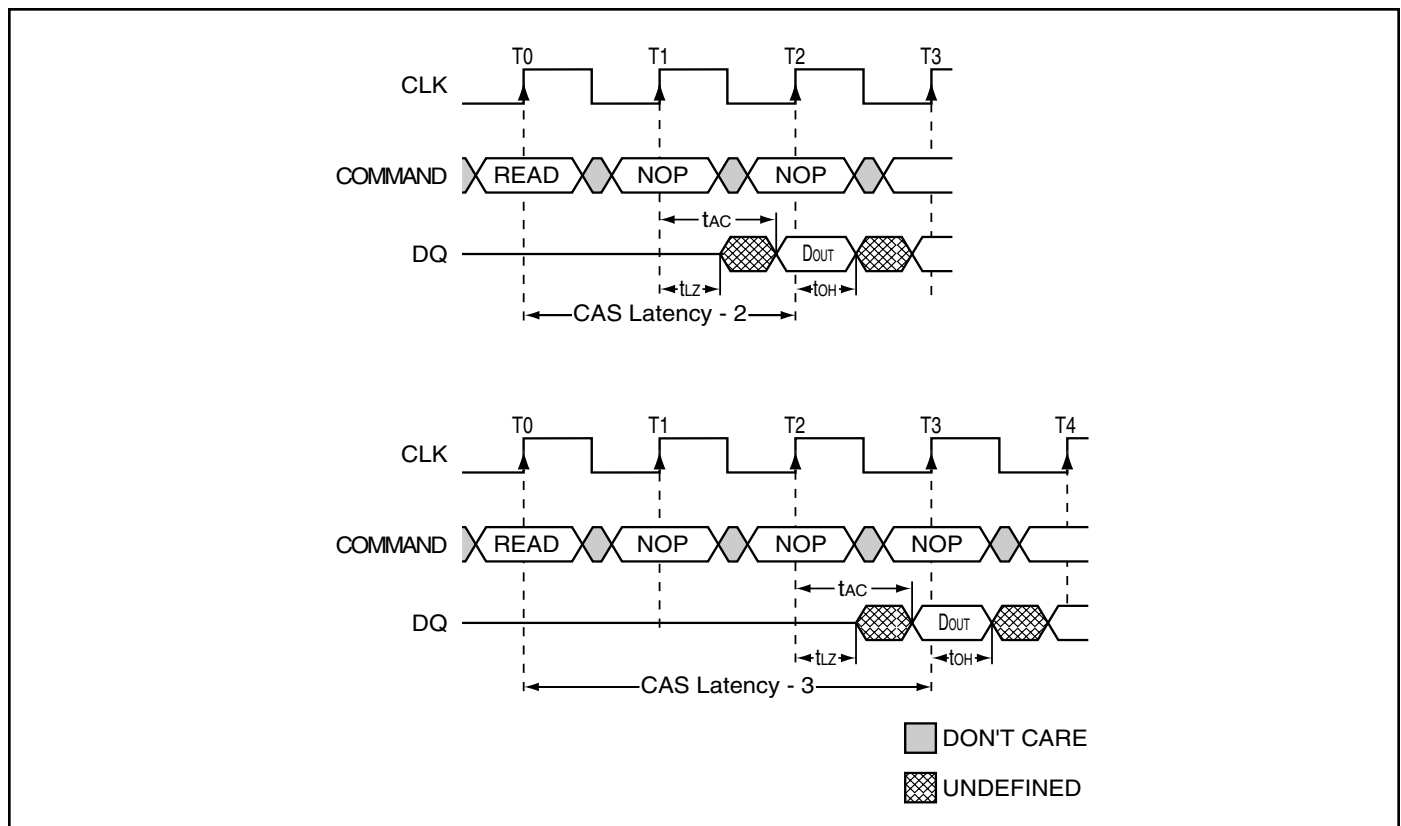 T0 T1 T2 T3
CLK
COMMAND READ NOP NOP
tAC
DQ DOUT
tLZ tOH
CAS Latency - 2
T0 T1 T2 T3 T4
CLK
COMMAND READ NOP NOP NOP
tAC
DQ DOUT
tLZ tOH
CAS Latency - 3
DON'T CARE
UNDEFINED